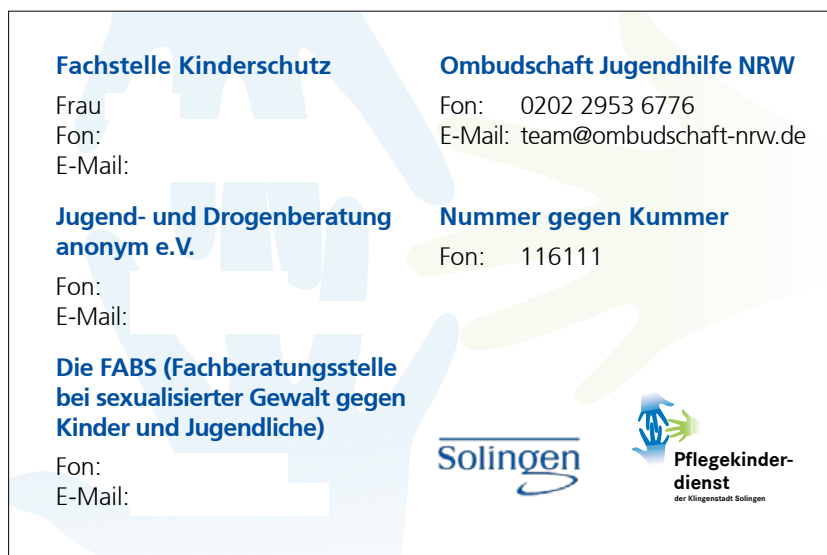 Fachstelle Kinderschutz
Frau
Fon:
E-Mail:
Jugend- und Drogenberatung
anonym e.V.
Fon:
E-Mail:
Die FABS (Fachberatungsstelle
bei sexualisierter Gewalt gegen
Kinder und Jugendliche)
Fon:
E-Mail:
Ombudschaft Jugendhilfe NRW
Fon: 0202 2953 6776
E-Mail: team@ombudschaft-nrw.de
Nummer gegen Kummer
Fon: 116111
Solingen
Pflegekinder-
dienst
der Klingenstadt Solingen